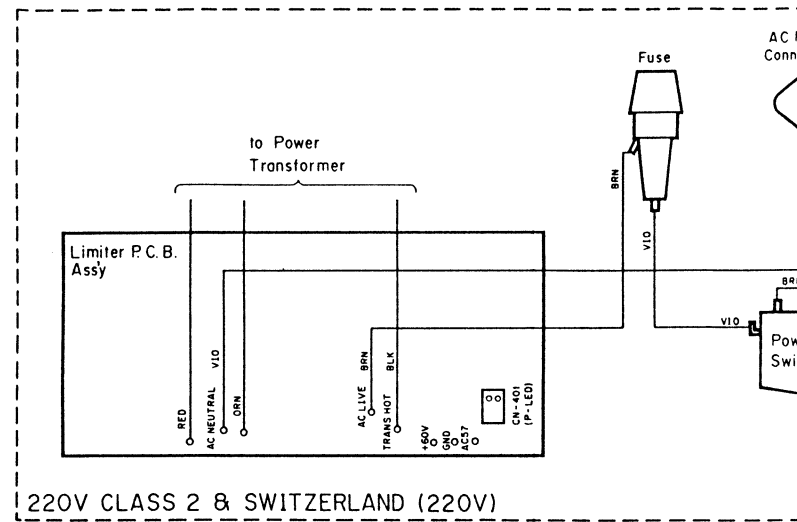 AC
Conn
Fuse
to Power
Transformer
BRN
VIO
Limiter P.C.B.
Ass'y
BRN
VIO
Pow
Swi
VIO
BRN
BLK
RED
AC NEUTRAL
ORN
AC LIVE
TRANS HOT
CN-401
(P-LED)
+60V
GND
AC57
220V CLASS 2 & SWITZERLAND (220V)